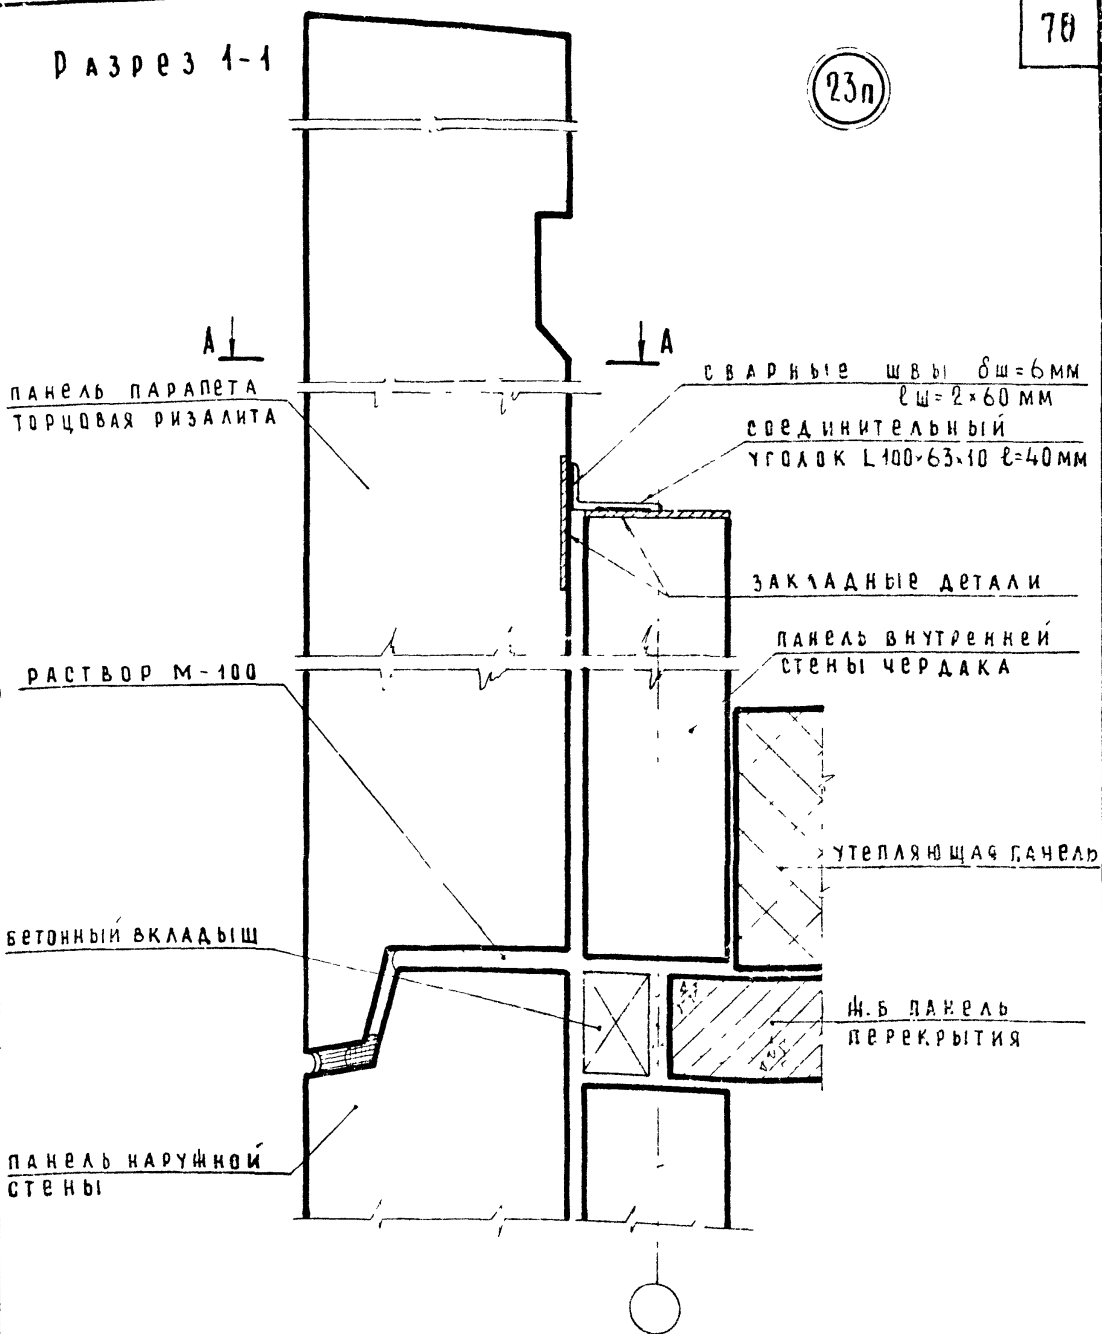 Разрез 1-1
23п
78
А
А
ПАНЕЛЬ ПАРАПЕТА
ТОРЦОВАЯ РИЗАЛИТА
СВАРНЫЕ ШВЫ δш=6мм
ℓш=2×60мм
СОЕДИНИТЕЛЬНЫЙ
УГОЛОК L100×63×10 ℓ=40мм
ЗАКЛАДНЫЕ ДЕТАЛИ
ПАНЕЛЬ ВНУТРЕННЕЙ
СТЕНЫ ЧЕРДАКА
РАСТВОР М-100
УТЕПЛЯЮЩАЯ ПАНЕЛЬ
БЕТОННЫЙ ВКЛАДЫШ
Ж.Б ПАНЕЛЬ
ПЕРЕКРЫТИЯ
ПАНЕЛЬ НАРУЖНОЙ
СТЕНЫ